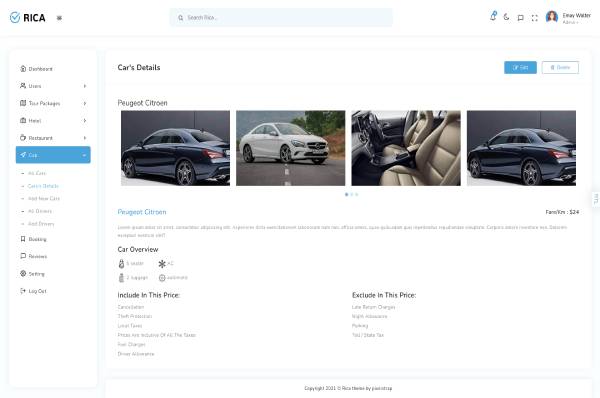 RICA
Search Rica..
Emay Walter
Admin
Dashboard
Users
Tour Packages
Hotel
Restaurant
Car
All Cars
Car's Details
Add New Cars
All Drivers
Add Drivers
Booking
Reviews
Setting
Log Out
Car's Details
Edit
Delete
Peugeot Citroen
Peugeot Citroen
Fare/Km : $24
Lorem ipsum dolor sit amet, consectetur adipisicing elit.
Car Overview
5 seater
AC
2 luggage
automatic
Include In This Price:
Cancellation
Theft Protection
Local Taxes
Prices Are Inclusive Of All The Taxes
Fuel Charges
Driver Allowance
Exclude In This Price:
Late Return Charges
Night Allowance
Parking
Toll / State Tax
RTL
Copyright 2021 © Rica theme by pixelstrap